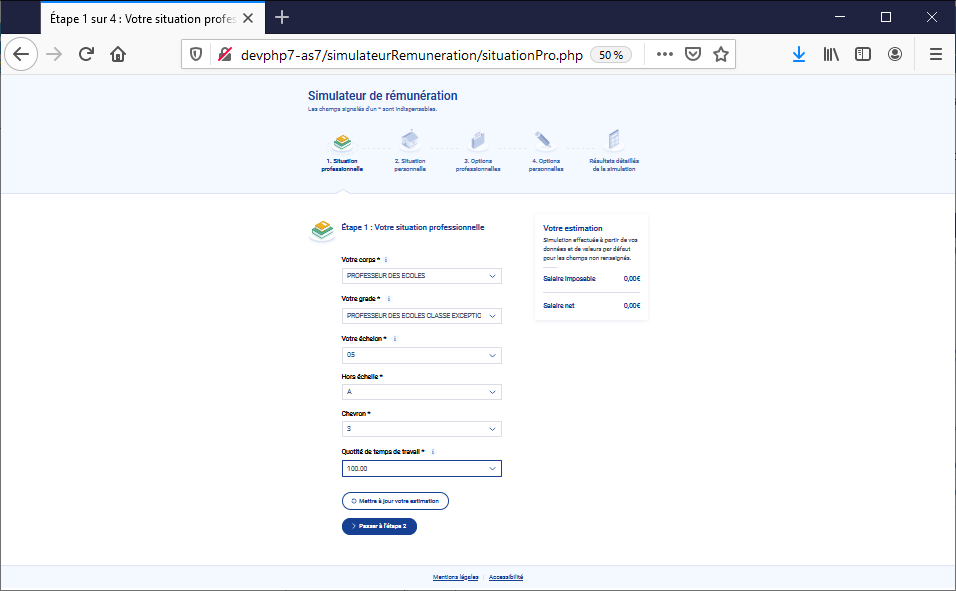 Étape 1 sur 4 : Votre situation profes
devphp7-as7/simulateurRemuneration/situationPro.php
50 %
Simulateur de rémunération
Les champs signalés d'un * sont indispensables.
1. Situation
professionnelle
2. Situation
personnelle
3. Options
professionnelles
4. Options
personnelles
Résultats détaillés
de la simulation
Étape 1 : Votre situation professionnelle
Votre corps * i
PROFESSEUR DES ECOLES
Votre grade * i
PROFESSEUR DES ECOLES CLASSE EXCEPTIC
Votre échelon * i
05
Hors échelle *
A
Chevron *
3
Quotité de temps de travail * i
100.00
Mettre à jour votre estimation
Passer à l'étape 2
Votre estimation
Simulation effectuée à partir de vos
données et de valeurs par défaut
pour les champs non renseignés.
Salaire imposable 0,00€
Salaire net 0,00€
Mentions légales
Accessibilité